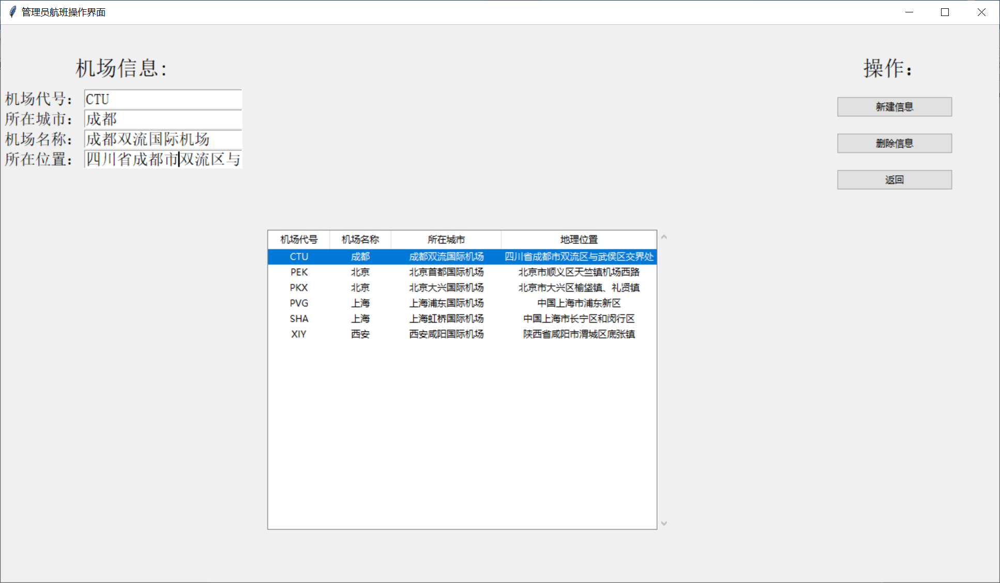 管理员航班操作界面
机场信息：
操作：
机场代号： CTU
所在城市： 成都
机场名称： 成都双流国际机场
所在位置： 四川省成都市双流区与
新建信息
删除信息
返回
机场代号 机场名称 所在城市 地理位置
CTU 成都 成都双流国际机场 四川省成都市双流区与武侯区交界处
PEK 北京 北京首都国际机场 北京市顺义区天竺镇机场西路
PKX 北京 北京大兴国际机场 北京市大兴区榆垡镇、礼贤镇
PVG 上海 上海浦东国际机场 中国上海市浦东新区
SHA 上海 上海虹桥国际机场 中国上海市长宁区和闵行区
XIY 西安 西安咸阳国际机场 陕西省咸阳市渭城区底张镇